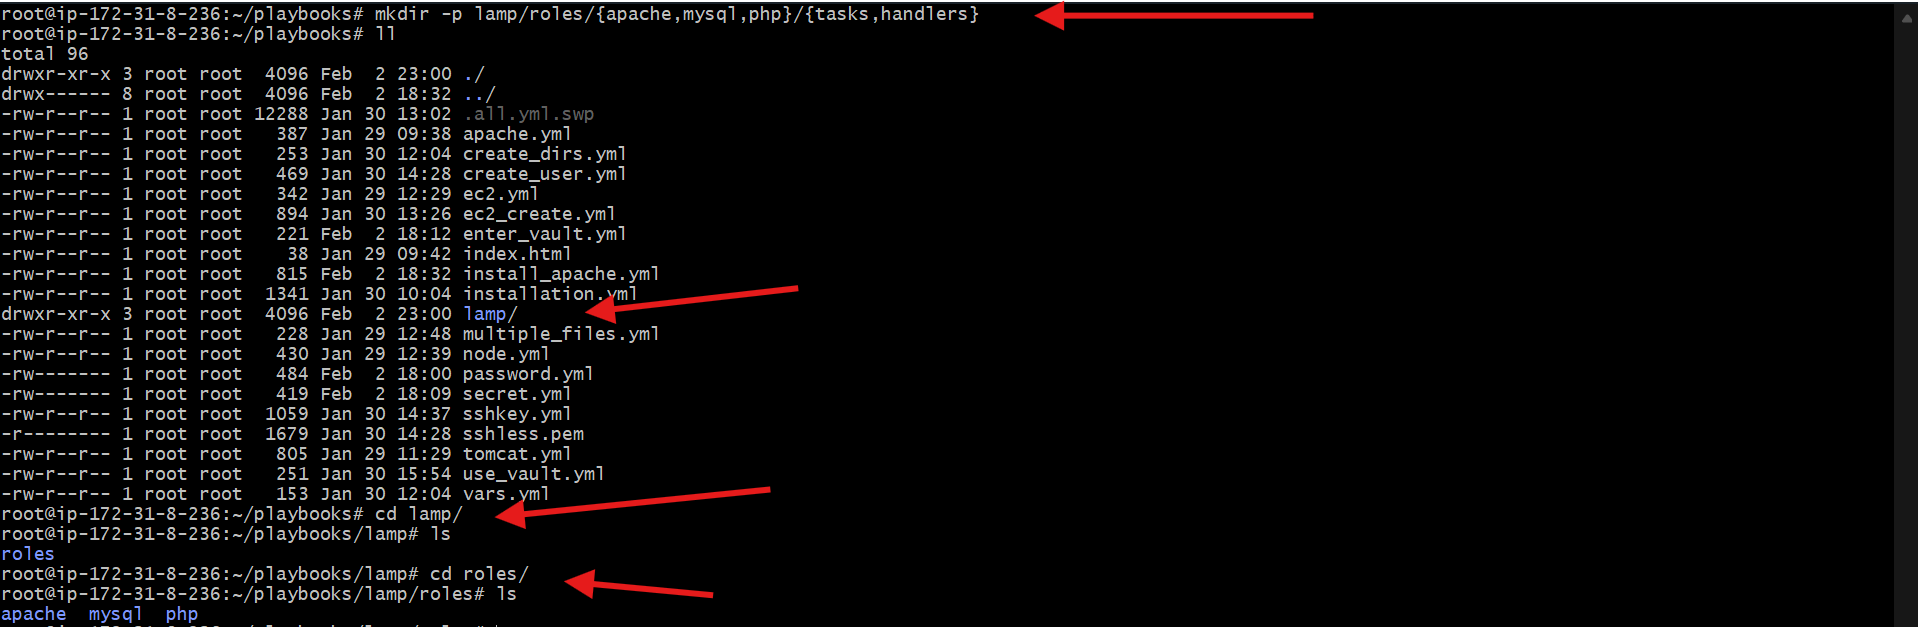 root@ip-172-31-8-236:~/playbooks# mkdir -p lamp/roles/{apache,mysql,php}/{tasks,handlers}
root@ip-172-31-8-236:~/playbooks# ll
total 96
drwxr-xr-x 3 root root  4096 Feb  2 23:00 ./
drwx------ 8 root root  4096 Feb  2 18:32 ../
-rw-r--r-- 1 root root 12288 Jan 30 13:02 .all.yml.swp
-rw-r--r-- 1 root root   387 Jan 29 09:38 apache.yml
-rw-r--r-- 1 root root   253 Jan 30 12:04 create_dirs.yml
-rw-r--r-- 1 root root   469 Jan 30 14:28 create_user.yml
-rw-r--r-- 1 root root   342 Jan 29 12:29 ec2.yml
-rw-r--r-- 1 root root   894 Jan 30 13:26 ec2_create.yml
-rw-r--r-- 1 root root   221 Feb  2 18:12 enter_vault.yml
-rw-r--r-- 1 root root    38 Jan 29 09:42 index.html
-rw-r--r-- 1 root root   815 Feb  2 18:32 install_apache.yml
-rw-r--r-- 1 root root  1341 Jan 30 10:04 installation.yml
drwxr-xr-x 3 root root  4096 Feb  2 23:00 lamp/
-rw-r--r-- 1 root root   228 Jan 29 12:48 multiple_files.yml
-rw-r--r-- 1 root root   430 Jan 29 12:39 node.yml
-rw------- 1 root root   484 Feb  2 18:00 password.yml
-rw------- 1 root root   419 Feb  2 18:09 secret.yml
-rw-r--r-- 1 root root  1059 Jan 30 14:37 sshkey.yml
-r-------- 1 root root  1679 Jan 30 14:28 sshless.pem
-rw-r--r-- 1 root root   805 Jan 29 11:29 tomcat.yml
-rw-r--r-- 1 root root   251 Jan 30 15:54 use_vault.yml
-rw-r--r-- 1 root root   153 Jan 30 12:04 vars.yml
root@ip-172-31-8-236:~/playbooks# cd lamp/
root@ip-172-31-8-236:~/playbooks/lamp# ls
roles
root@ip-172-31-8-236:~/playbooks/lamp# cd roles/
root@ip-172-31-8-236:~/playbooks/lamp/roles# ls
apache  mysql  php